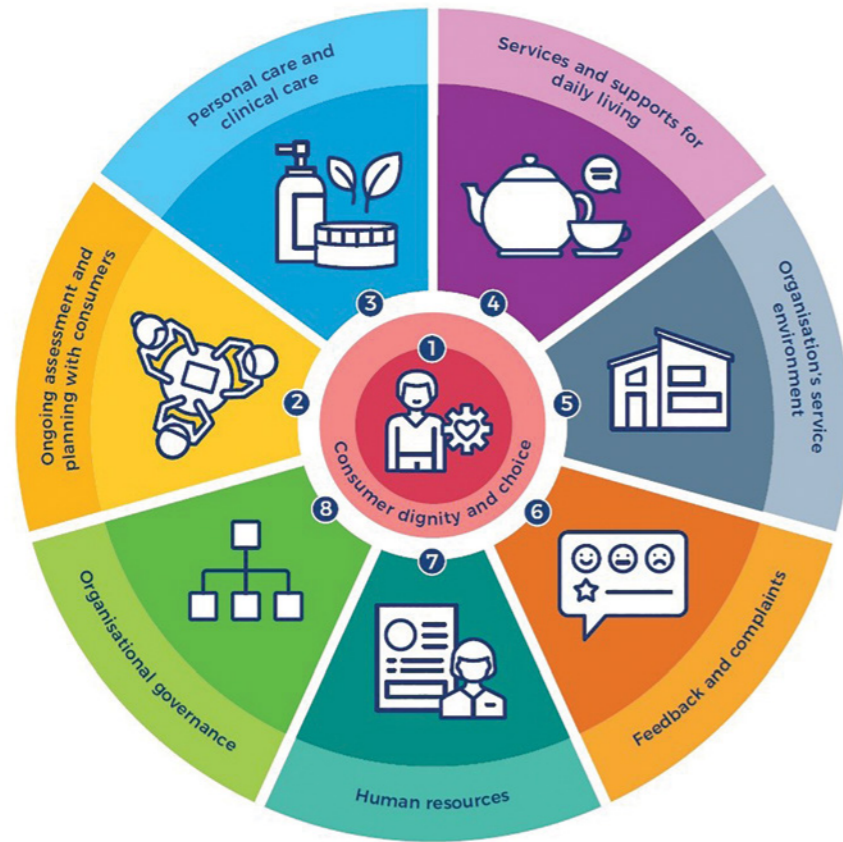 1
Consumer dignity and choice
2
Ongoing assessment and
planning with consumers
3
Personal care and
clinical care
4
Services and supports for
daily living
5
Organisation's service
environment
6
Feedback and complaints
7
Human resources
8
Organisational governance